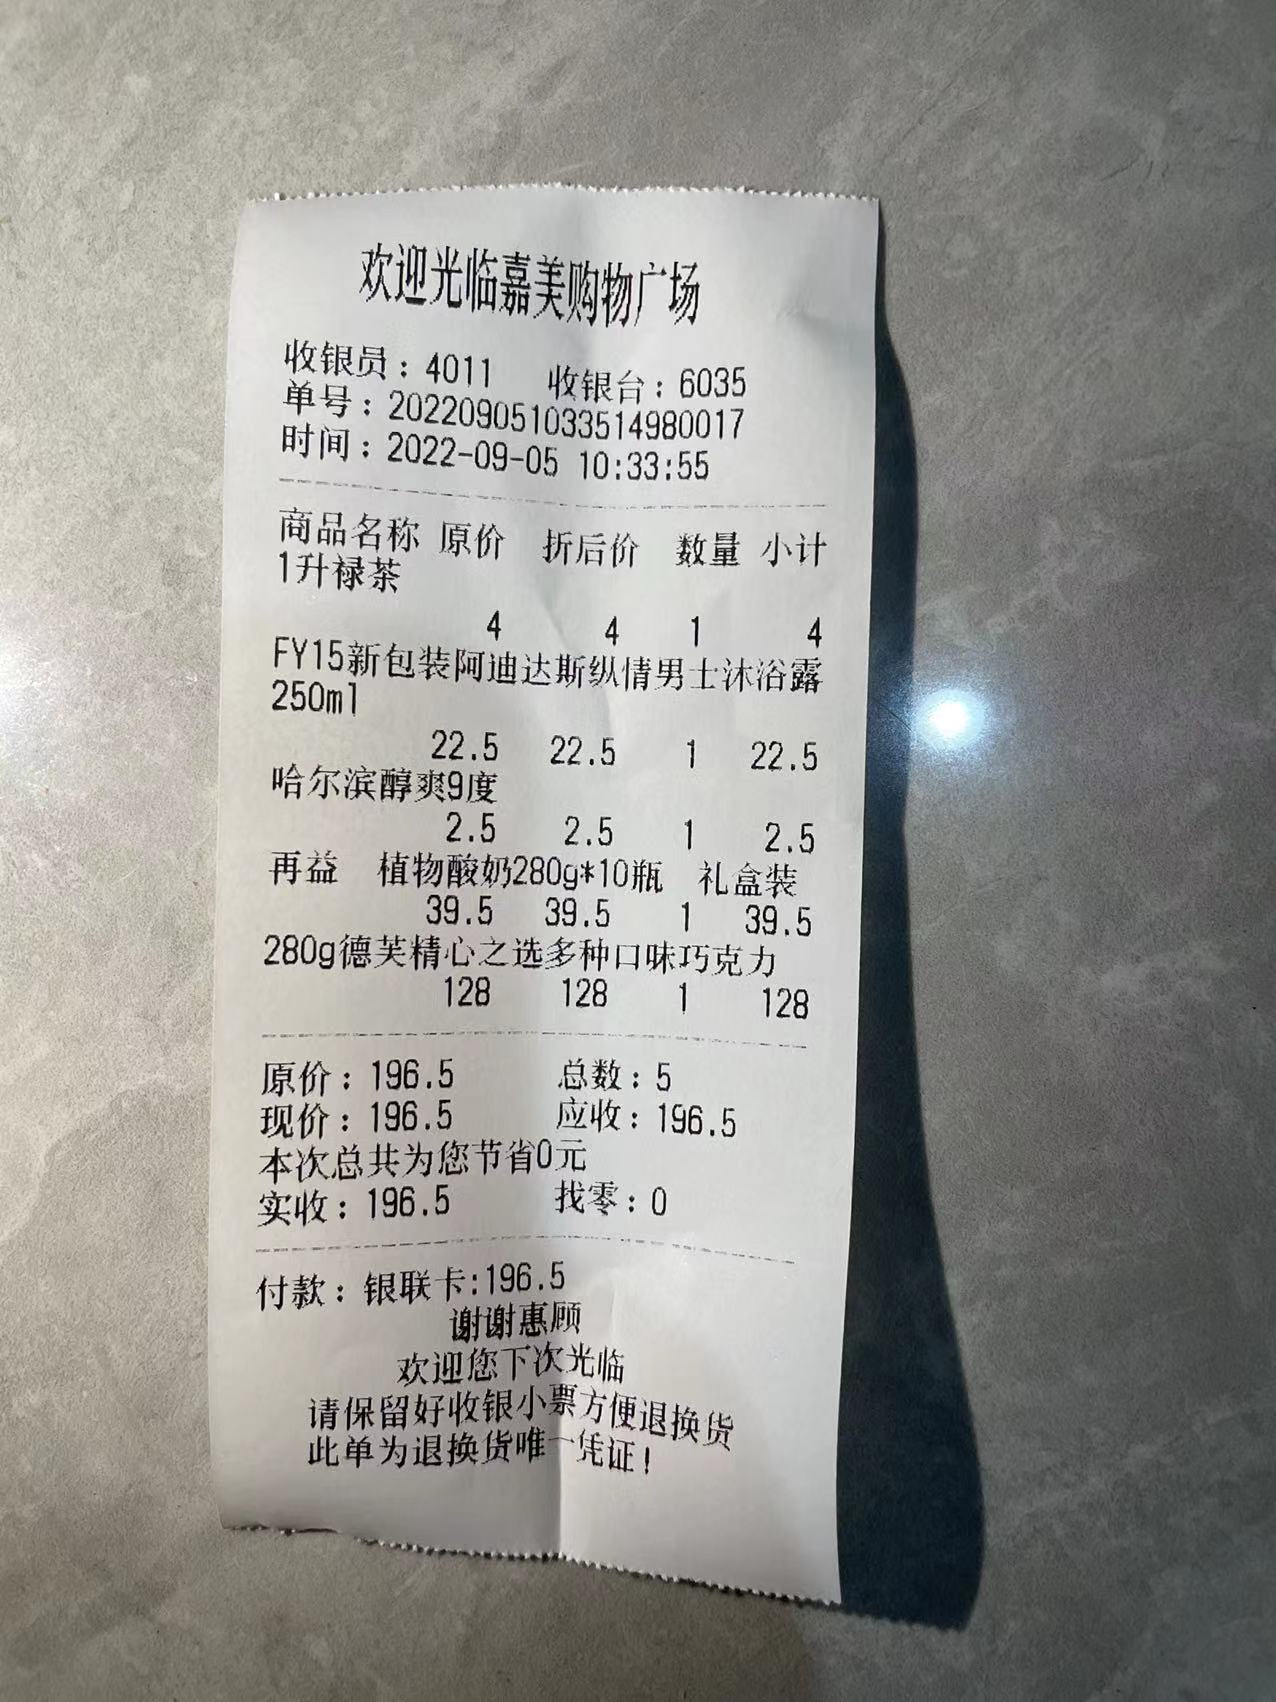 欢迎光临嘉美购物广场
收银员：4011 收银台：6035
单号：202209051033514980017
时间：2022-09-05 10:33:55
商品名称 原价 折后价 数量 小计
1升禄茶
4 4 1 4
FY15新包装阿迪达斯纵情男士沐浴露
250ml
22.5 22.5 1 22.5
哈尔滨醇爽9度
2.5 2.5 1 2.5
再益 植物酸奶280g*10瓶 礼盒装
39.5 39.5 1 39.5
280g德芙精心之选多种口味巧克力
128 128 1 128
原价：196.5 总数：5
现价：196.5 应收：196.5
本次总共为您节省0元
实收：196.5 找零：0
付款：银联卡:196.5
谢谢惠顾
欢迎您下次光临
请保留好收银小票方便退换货
此单为退换货唯一凭证！